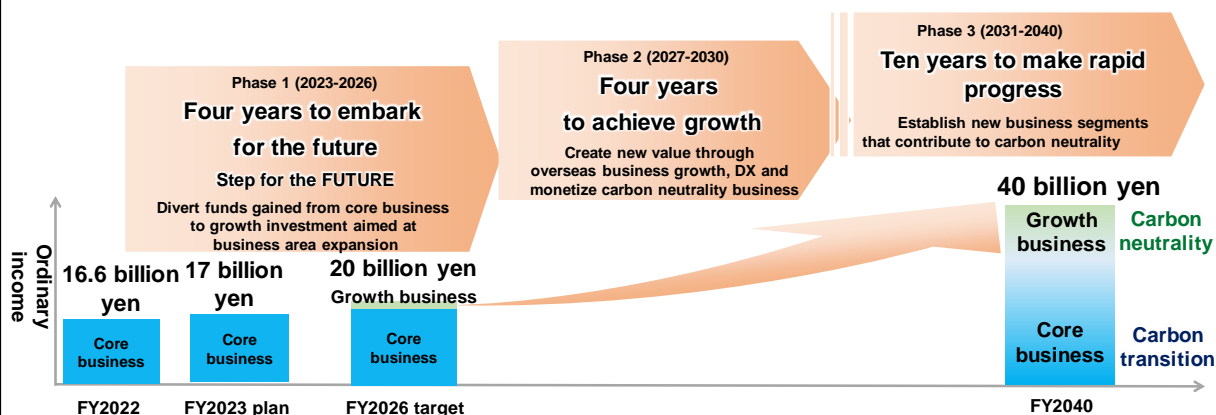 Phase 1 (2023-2026)
Four years to embark
for the future
Step for the FUTURE
Divert funds gained from core business
to growth investment aimed at
business area expansion
Phase 2 (2027-2030)
Four years
to achieve growth
Create new value through
overseas business growth, DX and
monetize carbon neutrality business
Phase 3 (2031-2040)
Ten years to make rapid
progress
Establish new business segments
that contribute to carbon neutrality
Ordinary
income
16.6 billion
yen
Core
business
FY2022
17 billion
yen
Core
business
FY2023 plan
20 billion yen
Growth business
Core
business
FY2026 target
40 billion yen
Growth
business
Carbon
neutrality
Core
business
Carbon
transition
FY2040